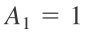 A₁ = 1